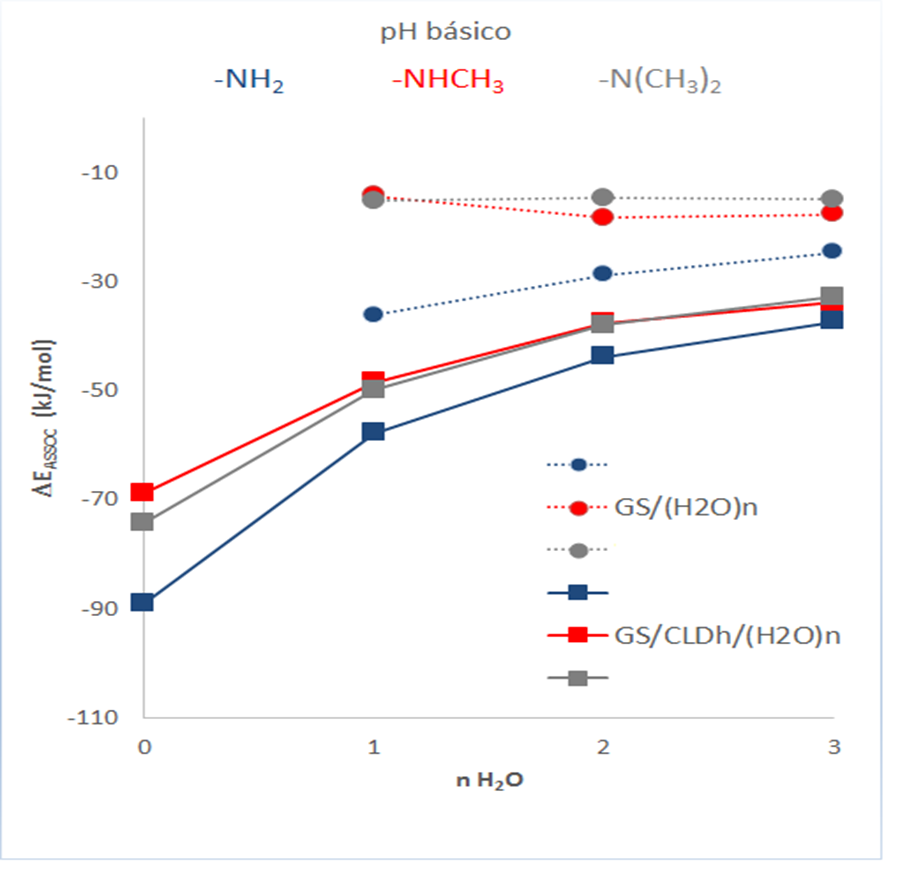 pH básico
-NH₂ -NHCH₃ -N(CH₃)₂
-10
-30
-50
-70
-90
-110
ΔE_ASSOC (kJ/mol)
GS/(H2O)n
GS/CLDh/(H2O)n
0 1 2 3
n H₂O